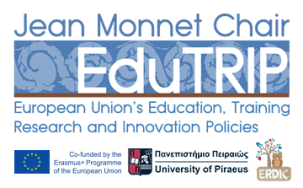 Jean Monnet Chair
EduTRIP
European Union's Education, Training
Research and Innovation Policies
Co-funded by the
Erasmus+ Programme
of the European Union
Πανεπιστήμιο Πειραιώς
University of Piraeus
ERDIC